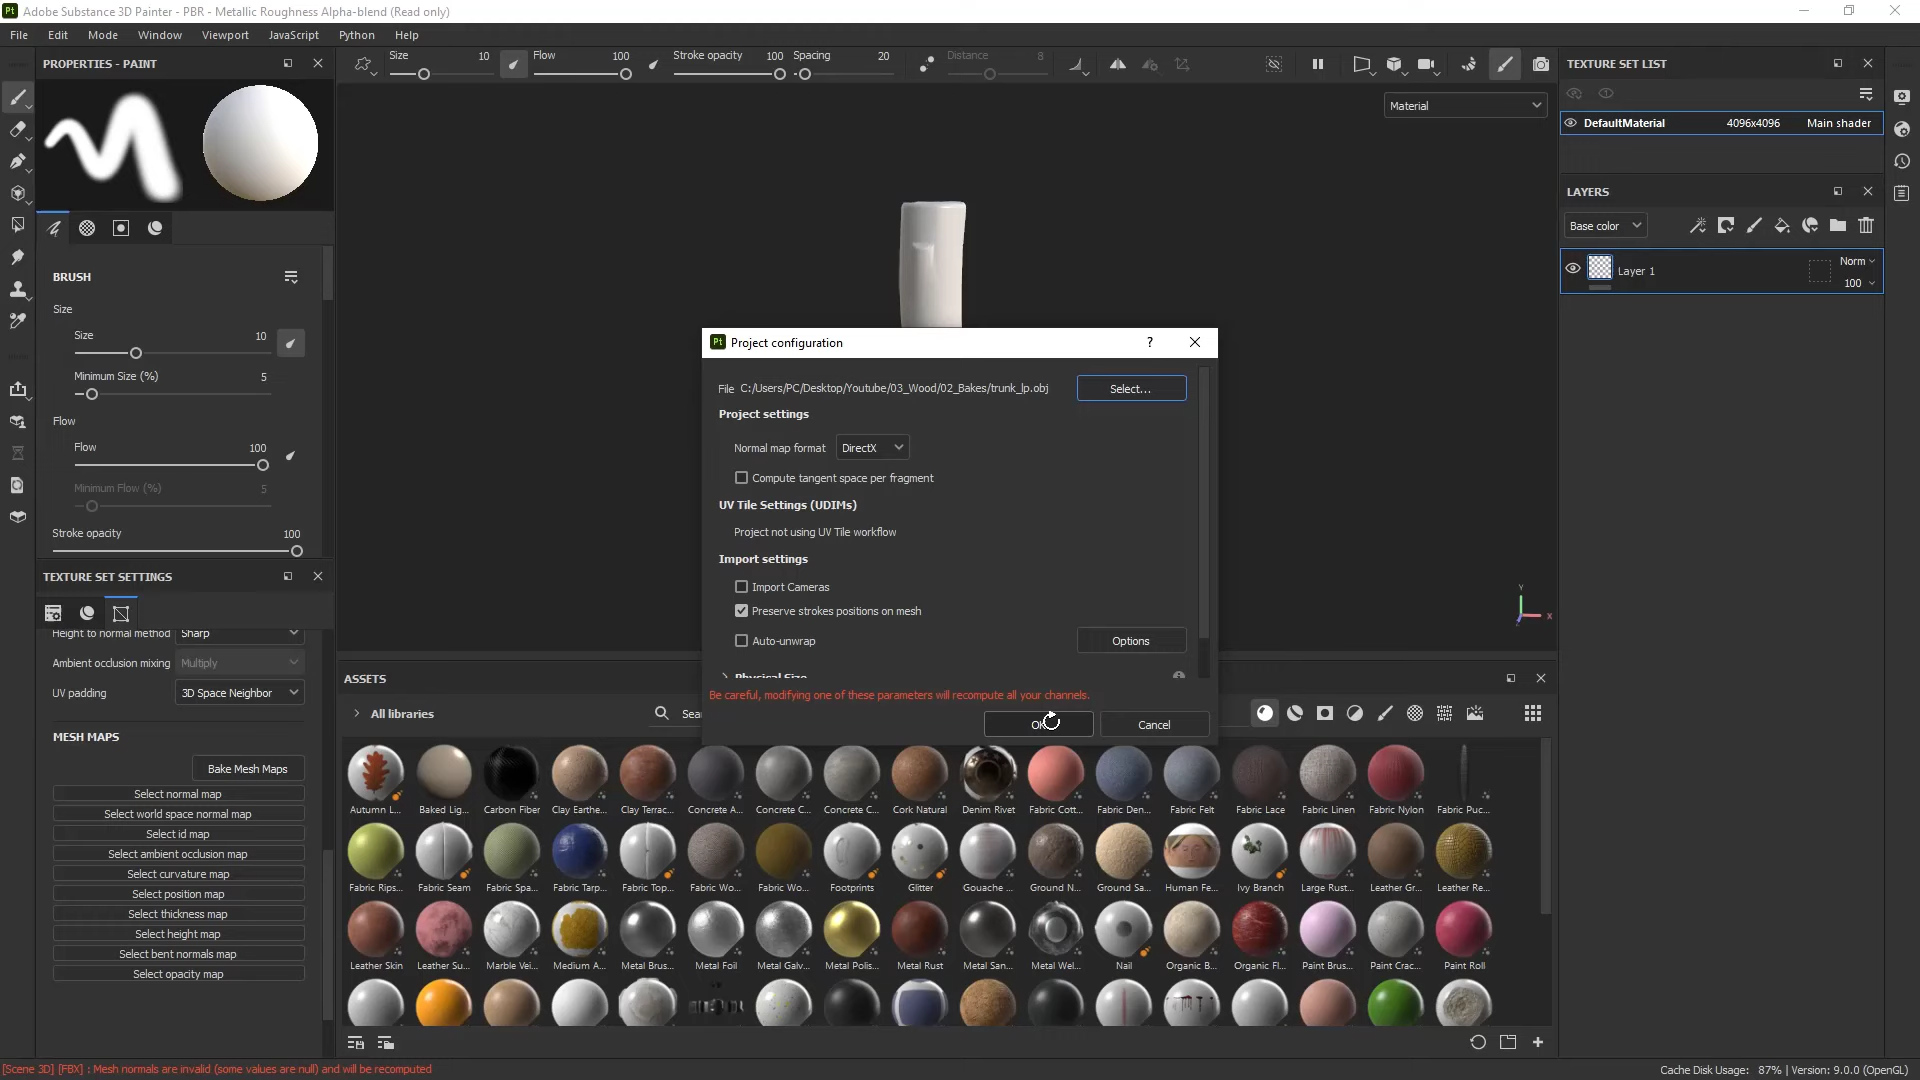 Pt Adobe Substance 3D Painter - PBR - Metallic Roughness Alpha-blend (Read only)
File Edit Mode Window Viewport JavaScript Python Help
PROPERTIES - PAINT
Size 10 Flow 100 Stroke opacity 100 Spacing 20 Distance 8
Material
TEXTURE SET LIST
DefaultMaterial 4096x4096 Main shader
LAYERS
Base color
Layer 1 Norm
100
BRUSH
Size
Size 10
Minimum Size (%) 5
Flow
Flow 100
Minimum Flow (%) 5
Stroke opacity 100
TEXTURE SET SETTINGS
Height to normal method Sharp
Ambient occlusion mixing Multiply
UV padding 3D Space Neighbor
MESH MAPS
Bake Mesh Maps
Select normal map
Select world space normal map
Select id map
Select ambient occlusion map
Select curvature map
Select position map
Select thickness map
Select height map
Select bent normals map
Select opacity map
Pt Project configuration ?
File C:/Users/PC/Desktop/Youtube/03_Wood/02_Bakes/trunk_lp.obj Select...
Project settings
Normal map format DirectX
Compute tangent space per fragment
UV Tile Settings (UDIMs)
Project not using UV Tile workflow
Import settings
Import Cameras
Preserve strokes positions on mesh
Auto-unwrap Options
Physical Size
Be careful, modifying one of these parameters will recompute all your channels.
OK Cancel
Y
X
ASSETS
All libraries Sea
Autumn L... Baked Lig... Carbon Fiber Clay Earthe... Clay Terrac... Concrete A... Concrete C... Concrete C... Cork Natural Denim Rivet Fabric Cott... Fabric Den... Fabric Felt Fabric Lace Fabric Linen Fabric Nylon Fabric Puc...
Fabric Rips... Fabric Seam Fabric Spa... Fabric Tarp... Fabric Top... Fabric Wo... Fabric Wo... Footprints Glitter Gouache ... Ground N... Ground Sa... Human Fe... Ivy Branch Large Rust... Leather Gr... Leather Re...
Leather Skin Leather Su... Marble Vei... Medium A... Metal Brus... Metal Foil Metal Galv... Metal Polis... Metal Rust Metal San... Metal Wel... Nail Organic B... Organic Fl... Paint Brus... Paint Crac... Paint Roll
[Scene 3D] [FBX] : Mesh normals are invalid (some values are null) and will be recomputed
Cache Disk Usage: 87% | Version: 9.0.0 (OpenGL)